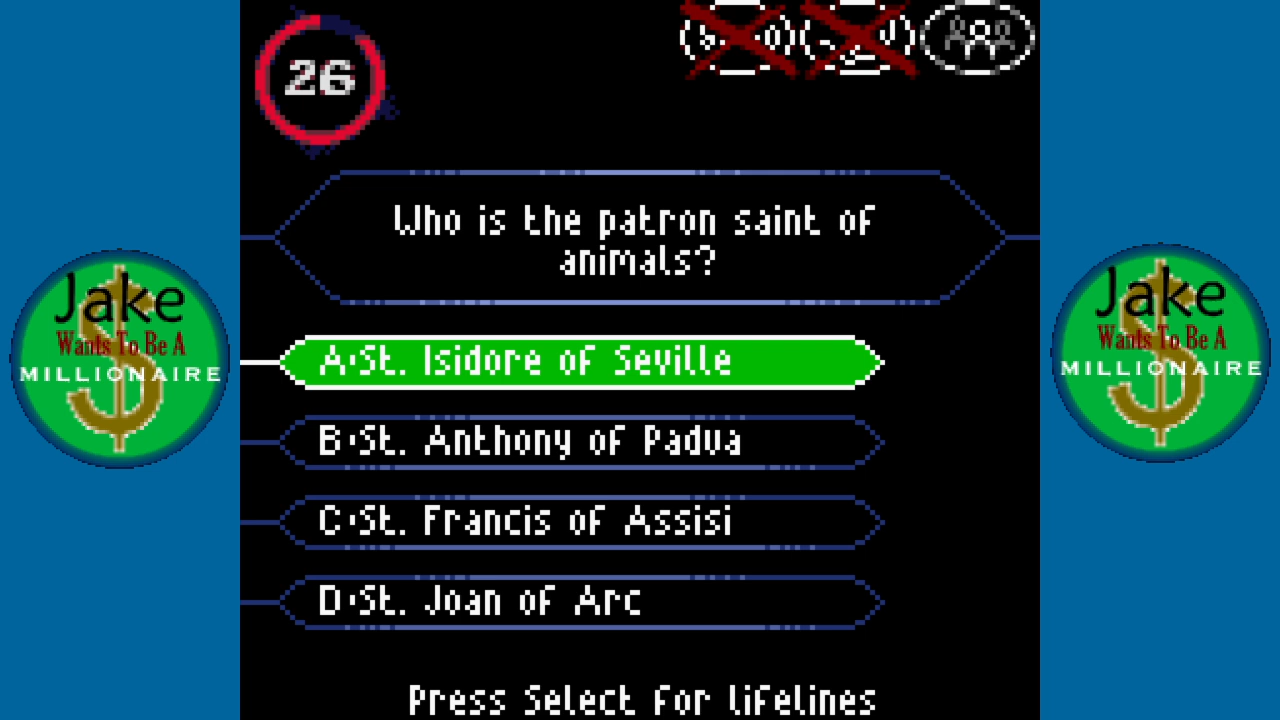 26
Who is the patron saint of
animals?
Jake
Wants To Be A
MILLIONAIRE
A·St. Isidore of Seville
B·St. Anthony of Padua
C·St. Francis of Assisi
D·St. Joan of Arc
Press Select for lifelines
Jake
Wants To Be A
MILLIONAIRE